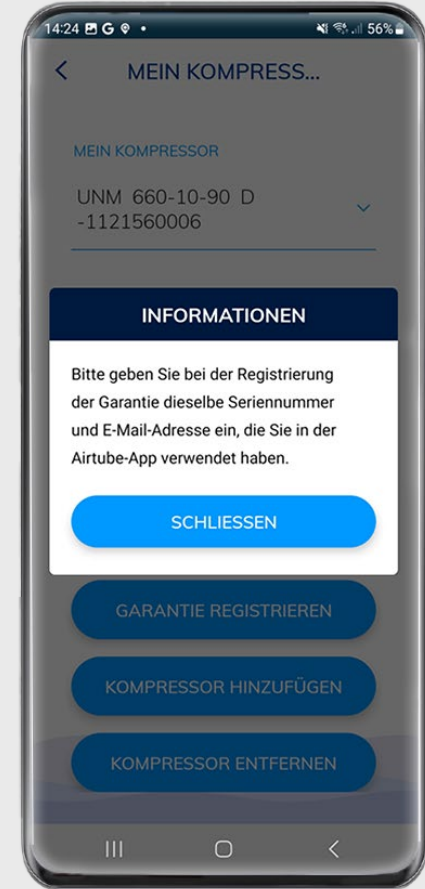 14:24 G 56%
MEIN KOMPRESS...
MEIN KOMPRESSOR
UNM 660-10-90 D
-1121560006
INFORMATIONEN
Bitte geben Sie bei der Registrierung
der Garantie dieselbe Seriennummer
und E-Mail-Adresse ein, die Sie in der
Airtube-App verwendet haben.
SCHLIESSEN
GARANTIE REGISTRIEREN
KOMPRESSOR HINZUFÜGEN
KOMPRESSOR ENTFERNEN